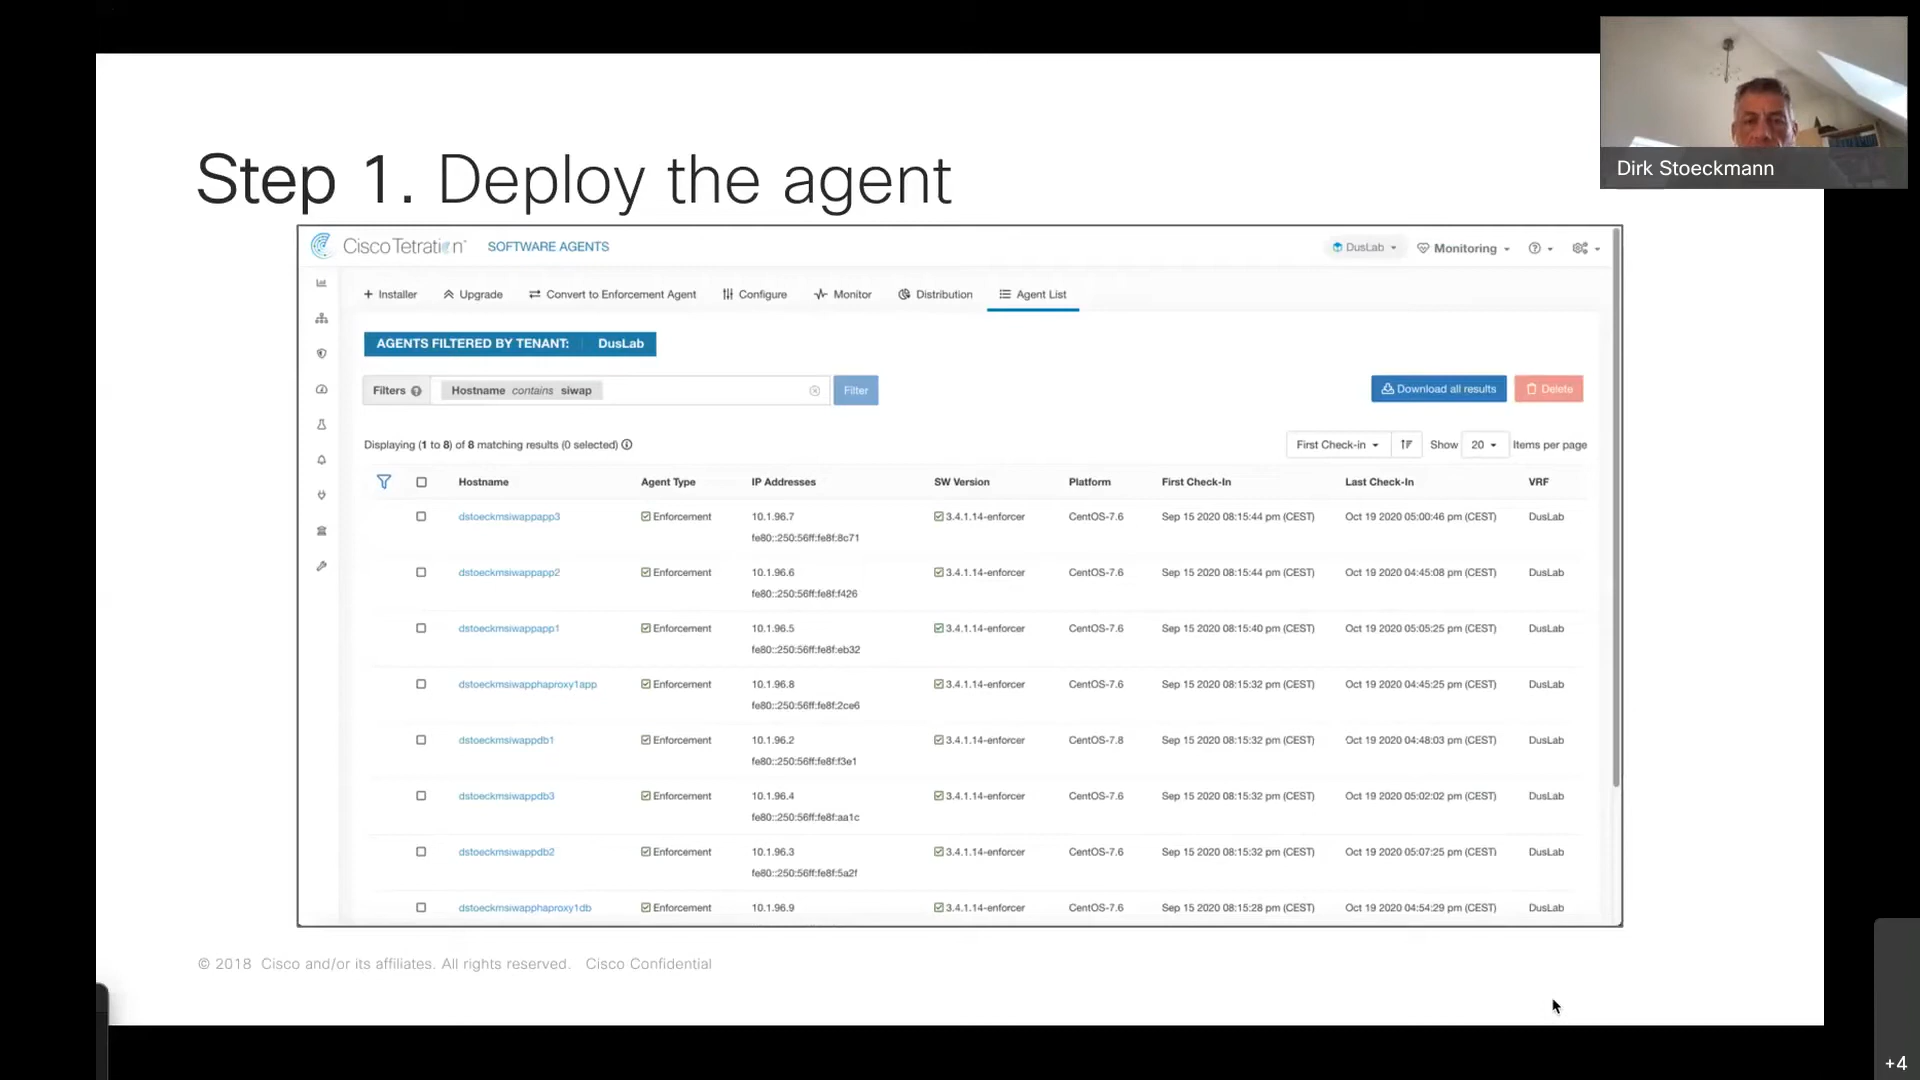 Dirk Stoeckmann
Step 1. Deploy the agent
Cisco Tetration SOFTWARE AGENTS DusLab Monitoring
Installer Upgrade Convert to Enforcement Agent Configure Monitor Distribution Agent List
AGENTS FILTERED BY TENANT: DusLab
Filters Hostname contains siwap Filter Download all results Delete
Displaying (1 to 8) of 8 matching results (0 selected) First Check-in Show 20 Items per page
Hostname Agent Type IP Addresses SW Version Platform First Check-In Last Check-In VRF
dstoeckmsiwappapp3 Enforcement 10.1.96.7 3.4.1.14-enforcer CentOS-7.6 Sep 15 2020 08:15:44 pm (CEST) Oct 19 2020 05:00:46 pm (CEST) DusLab
fe80::250:56ff:fe8f:8c71
dstoeckmsiwappapp2 Enforcement 10.1.96.6 3.4.1.14-enforcer CentOS-7.6 Sep 15 2020 08:15:44 pm (CEST) Oct 19 2020 04:45:08 pm (CEST) DusLab
fe80::250:56ff:fe8f:f426
dstoeckmsiwappapp1 Enforcement 10.1.96.5 3.4.1.14-enforcer CentOS-7.6 Sep 15 2020 08:15:40 pm (CEST) Oct 19 2020 05:05:25 pm (CEST) DusLab
fe80::250:56ff:fe8f:eb32
dstoeckmsiwapphaproxy1app Enforcement 10.1.96.8 3.4.1.14-enforcer CentOS-7.6 Sep 15 2020 08:15:32 pm (CEST) Oct 19 2020 04:45:25 pm (CEST) DusLab
fe80::250:56ff:fe8f:2ce6
dstoeckmsiwappdb1 Enforcement 10.1.96.2 3.4.1.14-enforcer CentOS-7.8 Sep 15 2020 08:15:32 pm (CEST) Oct 19 2020 04:48:03 pm (CEST) DusLab
fe80::250:56ff:fe8f:f3e1
dstoeckmsiwappdb3 Enforcement 10.1.96.4 3.4.1.14-enforcer CentOS-7.6 Sep 15 2020 08:15:32 pm (CEST) Oct 19 2020 05:02:02 pm (CEST) DusLab
fe80::250:56ff:fe8f:aa1c
dstoeckmsiwappdb2 Enforcement 10.1.96.3 3.4.1.14-enforcer CentOS-7.6 Sep 15 2020 08:15:32 pm (CEST) Oct 19 2020 05:07:25 pm (CEST) DusLab
fe80::250:56ff:fe8f:5a2f
dstoeckmsiwapphaproxy1db Enforcement 10.1.96.9 3.4.1.14-enforcer CentOS-7.6 Sep 15 2020 08:15:28 pm (CEST) Oct 19 2020 04:54:29 pm (CEST) DusLab
© 2018 Cisco and/or its affiliates. All rights reserved. Cisco Confidential
+4